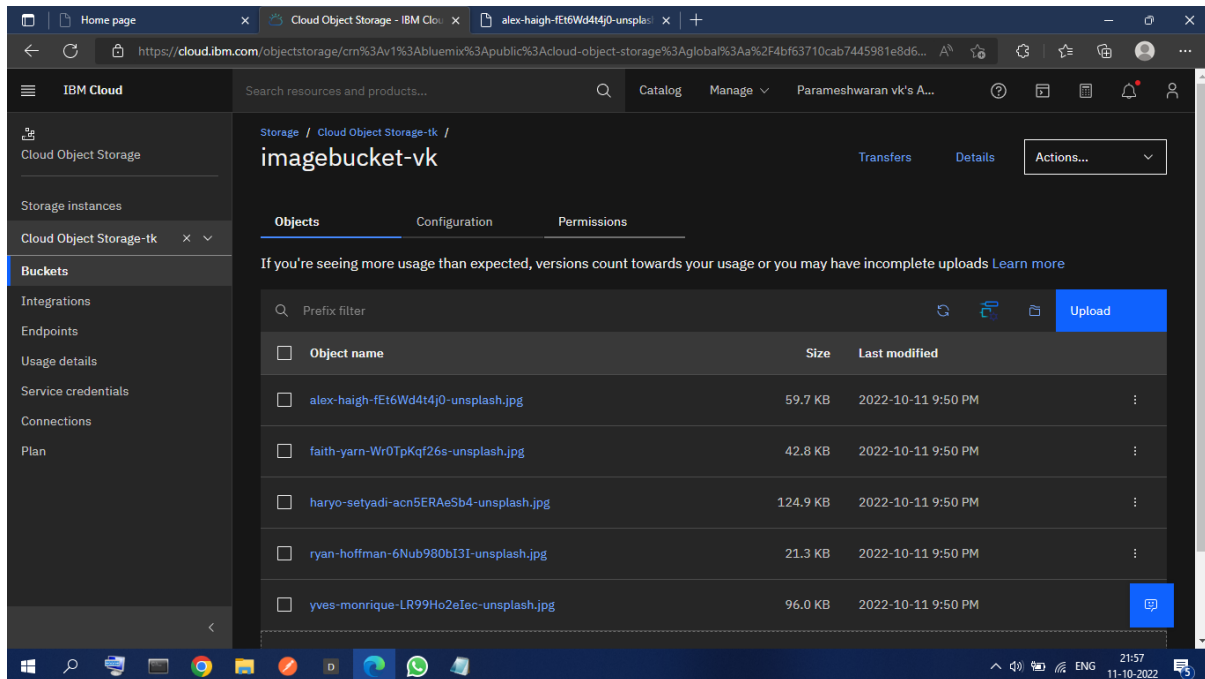 Home page
Cloud Object Storage - IBM Clou
alex-haigh-fEt6Wd4t4j0-unsplas
https://cloud.ibm.com/objectstorage/crn%3Av1%3Abluemix%3Apublic%3Acloud-object-storage%3Aglobal%3Aa%2F4bf63710cab7445981e8d6...
IBM Cloud
Search resources and products...
Catalog
Manage
Parameshwaran vk's A...
Cloud Object Storage
Storage instances
Cloud Object Storage-tk
Buckets
Integrations
Endpoints
Usage details
Service credentials
Connections
Plan
Storage / Cloud Object Storage-tk /
imagebucket-vk
Transfers
Details
Actions...
Objects
Configuration
Permissions
If you're seeing more usage than expected, versions count towards your usage or you may have incomplete uploads Learn more
Prefix filter
Upload
Object name Size Last modified
alex-haigh-fEt6Wd4t4j0-unsplash.jpg 59.7 KB 2022-10-11 9:50 PM
faith-yarn-Wr0TpKqf26s-unsplash.jpg 42.8 KB 2022-10-11 9:50 PM
haryo-setyadi-acn5ERAeSb4-unsplash.jpg 124.9 KB 2022-10-11 9:50 PM
ryan-hoffman-6Nub980bI3I-unsplash.jpg 21.3 KB 2022-10-11 9:50 PM
yves-monrique-LR99Ho2eIec-unsplash.jpg 96.0 KB 2022-10-11 9:50 PM
D
ENG
21:57
11-10-2022
5